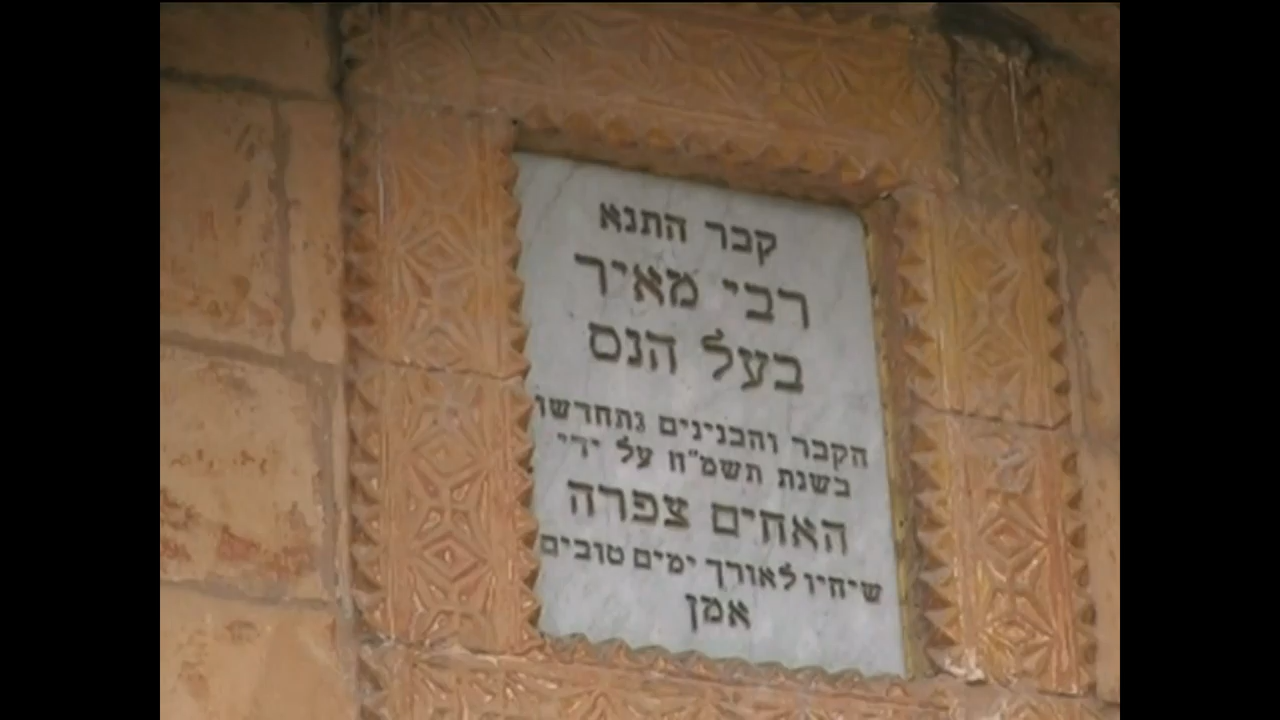 קבר התנא
רבי מאיר
בעל הנס
הקבר והבנינים נתחדשו
בשנת תשמ״ח על ידי
האחים צפרה
שיחיו לאורך ימים טובים
אמן